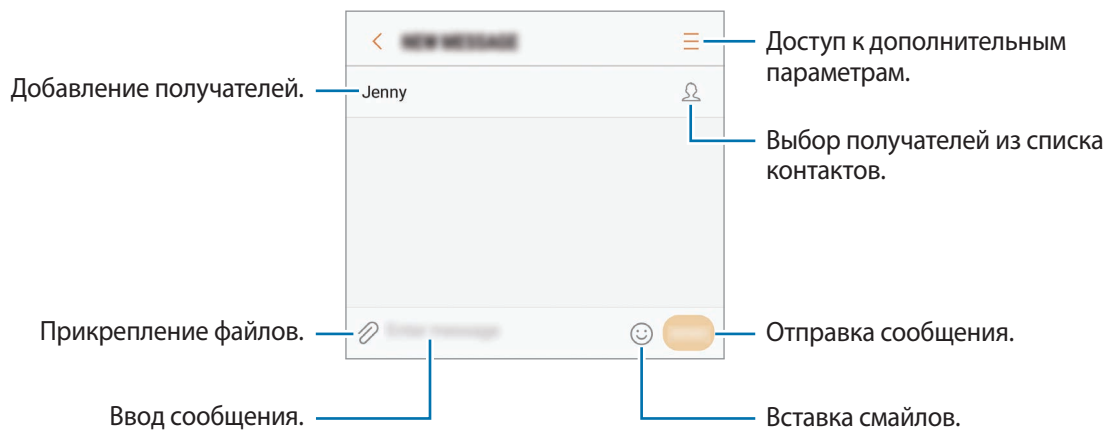 Доступ к дополнительным
параметрам.
Добавление получателей.
Jenny
Выбор получателей из списка
контактов.
Прикрепление файлов.
Отправка сообщения.
Ввод сообщения.
Вставка смайлов.